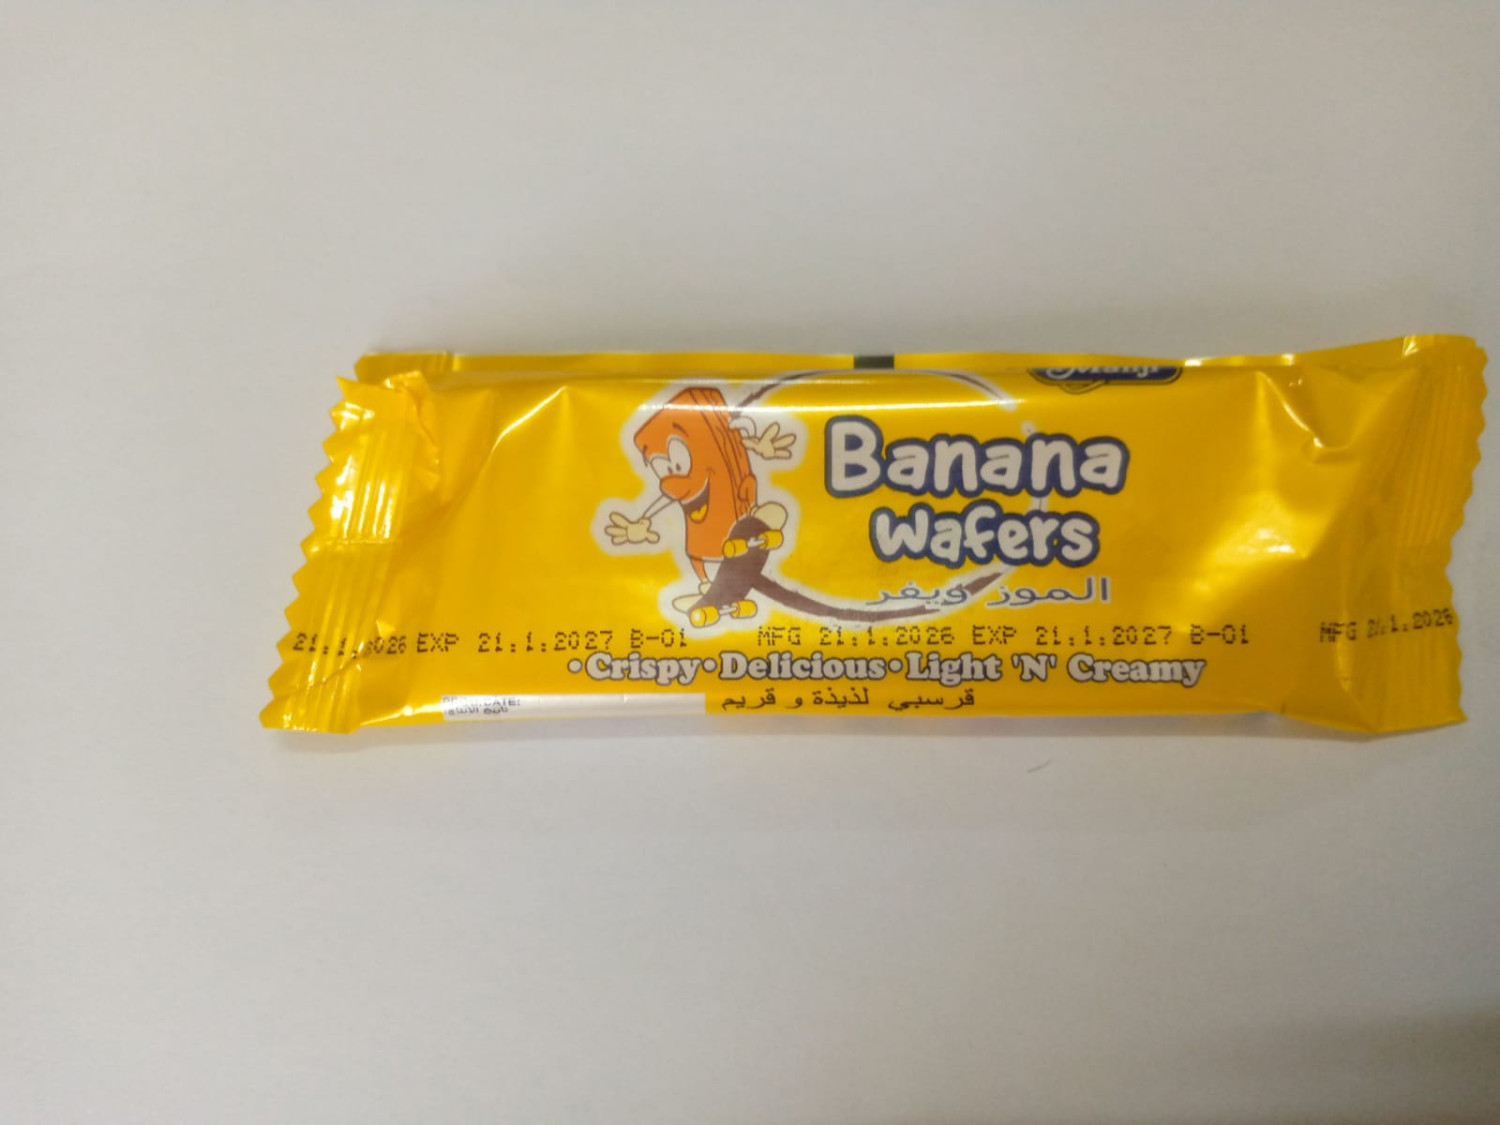 Manji
Banana
Wafers
الموز ويفر
21.1.2026 EXP 21.1.2027 B-01 MFG 21.1.2026 EXP 21.1.2027 B-01 MFG 21.1.2026
•Crispy•Delicious•Light 'N' Creamy
قرسبي لذيذة و قريم